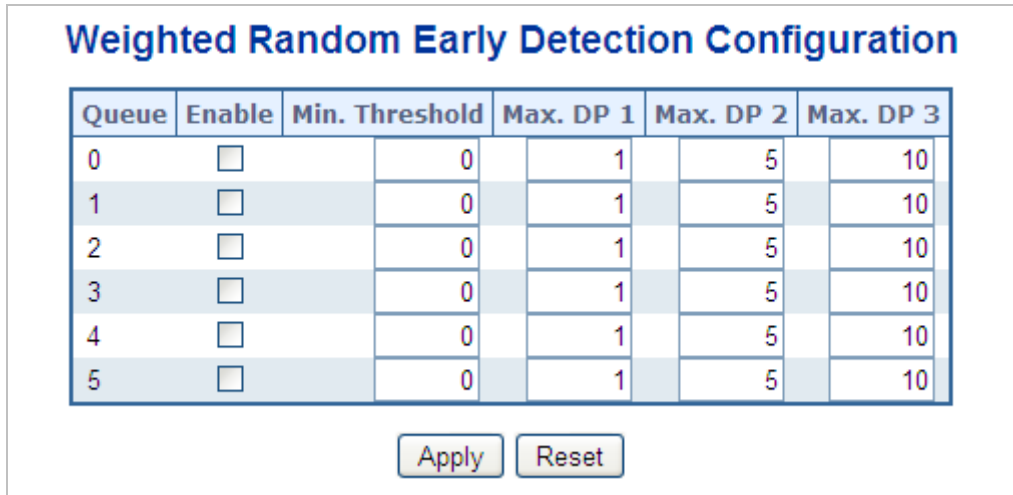 Weighted Random Early Detection Configuration
Queue Enable Min. Threshold Max. DP 1 Max. DP 2 Max. DP 3
0 0 1 5 10
1 0 1 5 10
2 0 1 5 10
3 0 1 5 10
4 0 1 5 10
5 0 1 5 10
Apply Reset